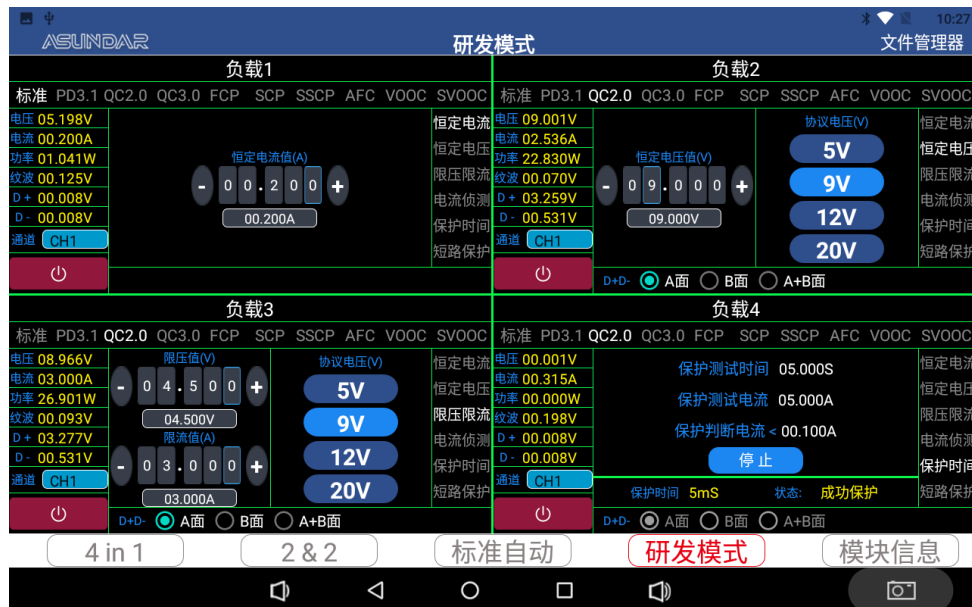 10:27
ASUNDAR 研发模式 文件管理器
负载1
标准 PD3.1 QC2.0 QC3.0 FCP SCP SSCP AFC VOOC SVOOC
电压 05.198V
电流 00.200A
功率 01.041W
纹波 00.125V
D+ 00.008V
D- 00.008V
通道 CH1
恒定电流值(A)
- 0 0 . 2 0 0 +
00.200A
恒定电流
恒定电压
限压限流
电流侦测
保护时间
短路保护
负载2
标准 PD3.1 QC2.0 QC3.0 FCP SCP SSCP AFC VOOC SVOOC
电压 09.001V
电流 02.536A
功率 22.830W
纹波 00.070V
D+ 03.259V
D- 00.531V
通道 CH1
恒定电压值(V)
- 0 9 . 0 0 0 +
09.000V
协议电压(V)
5V
9V
12V
20V
恒定电流
恒定电压
限压限流
电流侦测
保护时间
短路保护
D+D- A面 B面 A+B面
负载3
标准 PD3.1 QC2.0 QC3.0 FCP SCP SSCP AFC VOOC SVOOC
电压 08.966V
电流 03.000A
功率 26.901W
纹波 00.093V
D+ 03.277V
D- 00.531V
通道 CH1
限压值(V)
- 0 4 . 5 0 0 +
04.500V
限流值(A)
- 0 3 . 0 0 0 +
03.000A
协议电压(V)
5V
9V
12V
20V
恒定电流
恒定电压
限压限流
电流侦测
保护时间
短路保护
D+D- A面 B面 A+B面
负载4
标准 PD3.1 QC2.0 QC3.0 FCP SCP SSCP AFC VOOC SVOOC
电压 00.001V
电流 00.315A
功率 00.000W
纹波 00.198V
D+ 00.008V
D- 00.008V
通道 CH1
保护测试时间 05.000S
保护测试电流 05.000A
保护判断电流 < 00.100A
停止
保护时间 5mS 状态: 成功保护
恒定电流
恒定电压
限压限流
电流侦测
保护时间
短路保护
D+D- A面 B面 A+B面
4 in 1 2 & 2 标准自动 研发模式 模块信息